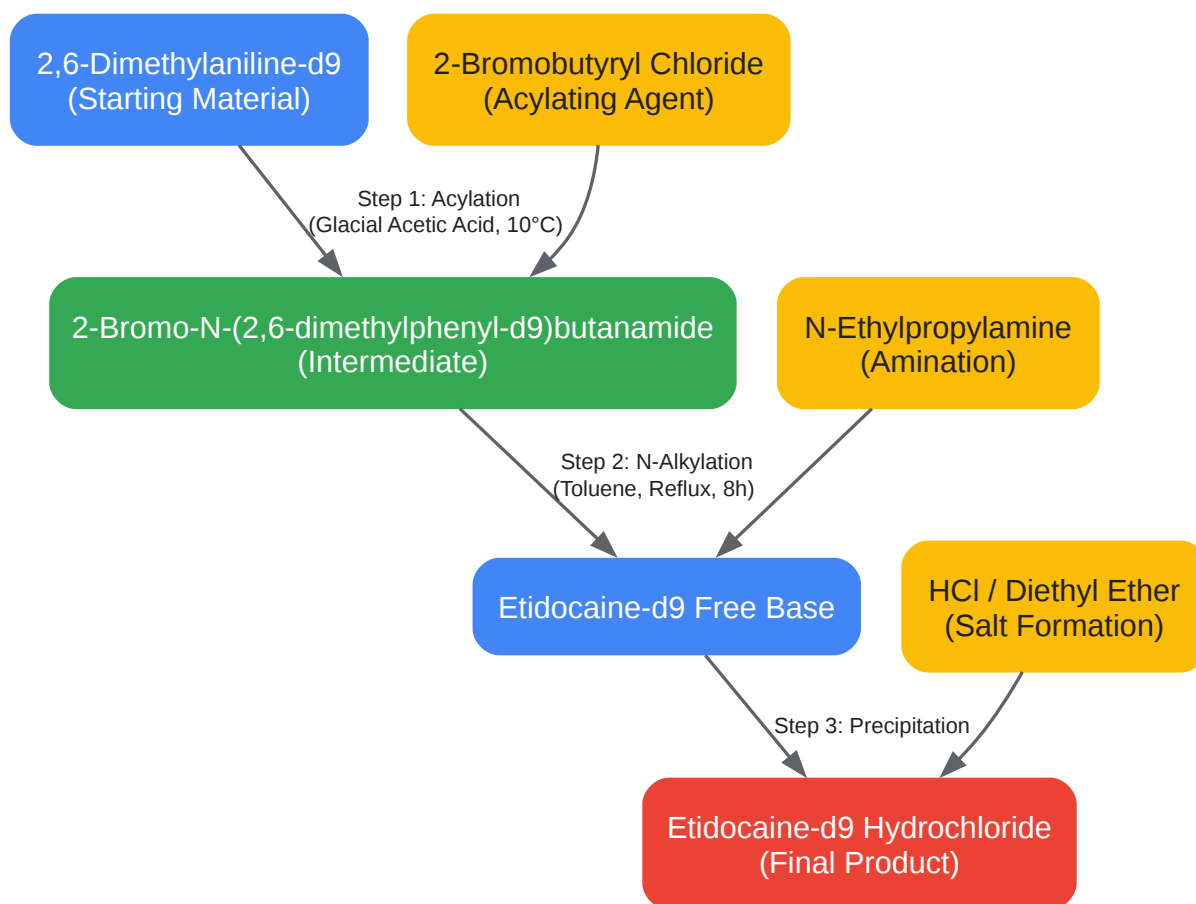 2,6-Dimethylaniline-d9
(Starting Material)
2-Bromobutyryl Chloride
(Acylating Agent)
Step 1: Acylation
(Glacial Acetic Acid, 10°C)
2-Bromo-N-(2,6-dimethylphenyl-d9)butanamide
(Intermediate)
N-Ethylpropylamine
(Amination)
Step 2: N-Alkylation
(Toluene, Reflux, 8h)
Etidocaine-d9 Free Base
HCl / Diethyl Ether
(Salt Formation)
Step 3: Precipitation
Etidocaine-d9 Hydrochloride
(Final Product)